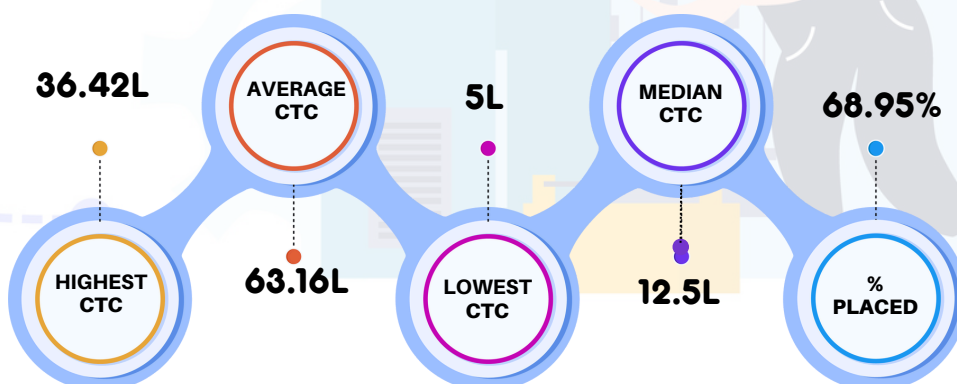 36.42L
HIGHEST
CTC
AVERAGE
CTC
63.16L
5L
LOWEST
CTC
MEDIAN
CTC
12.5L
68.95%
%
PLACED